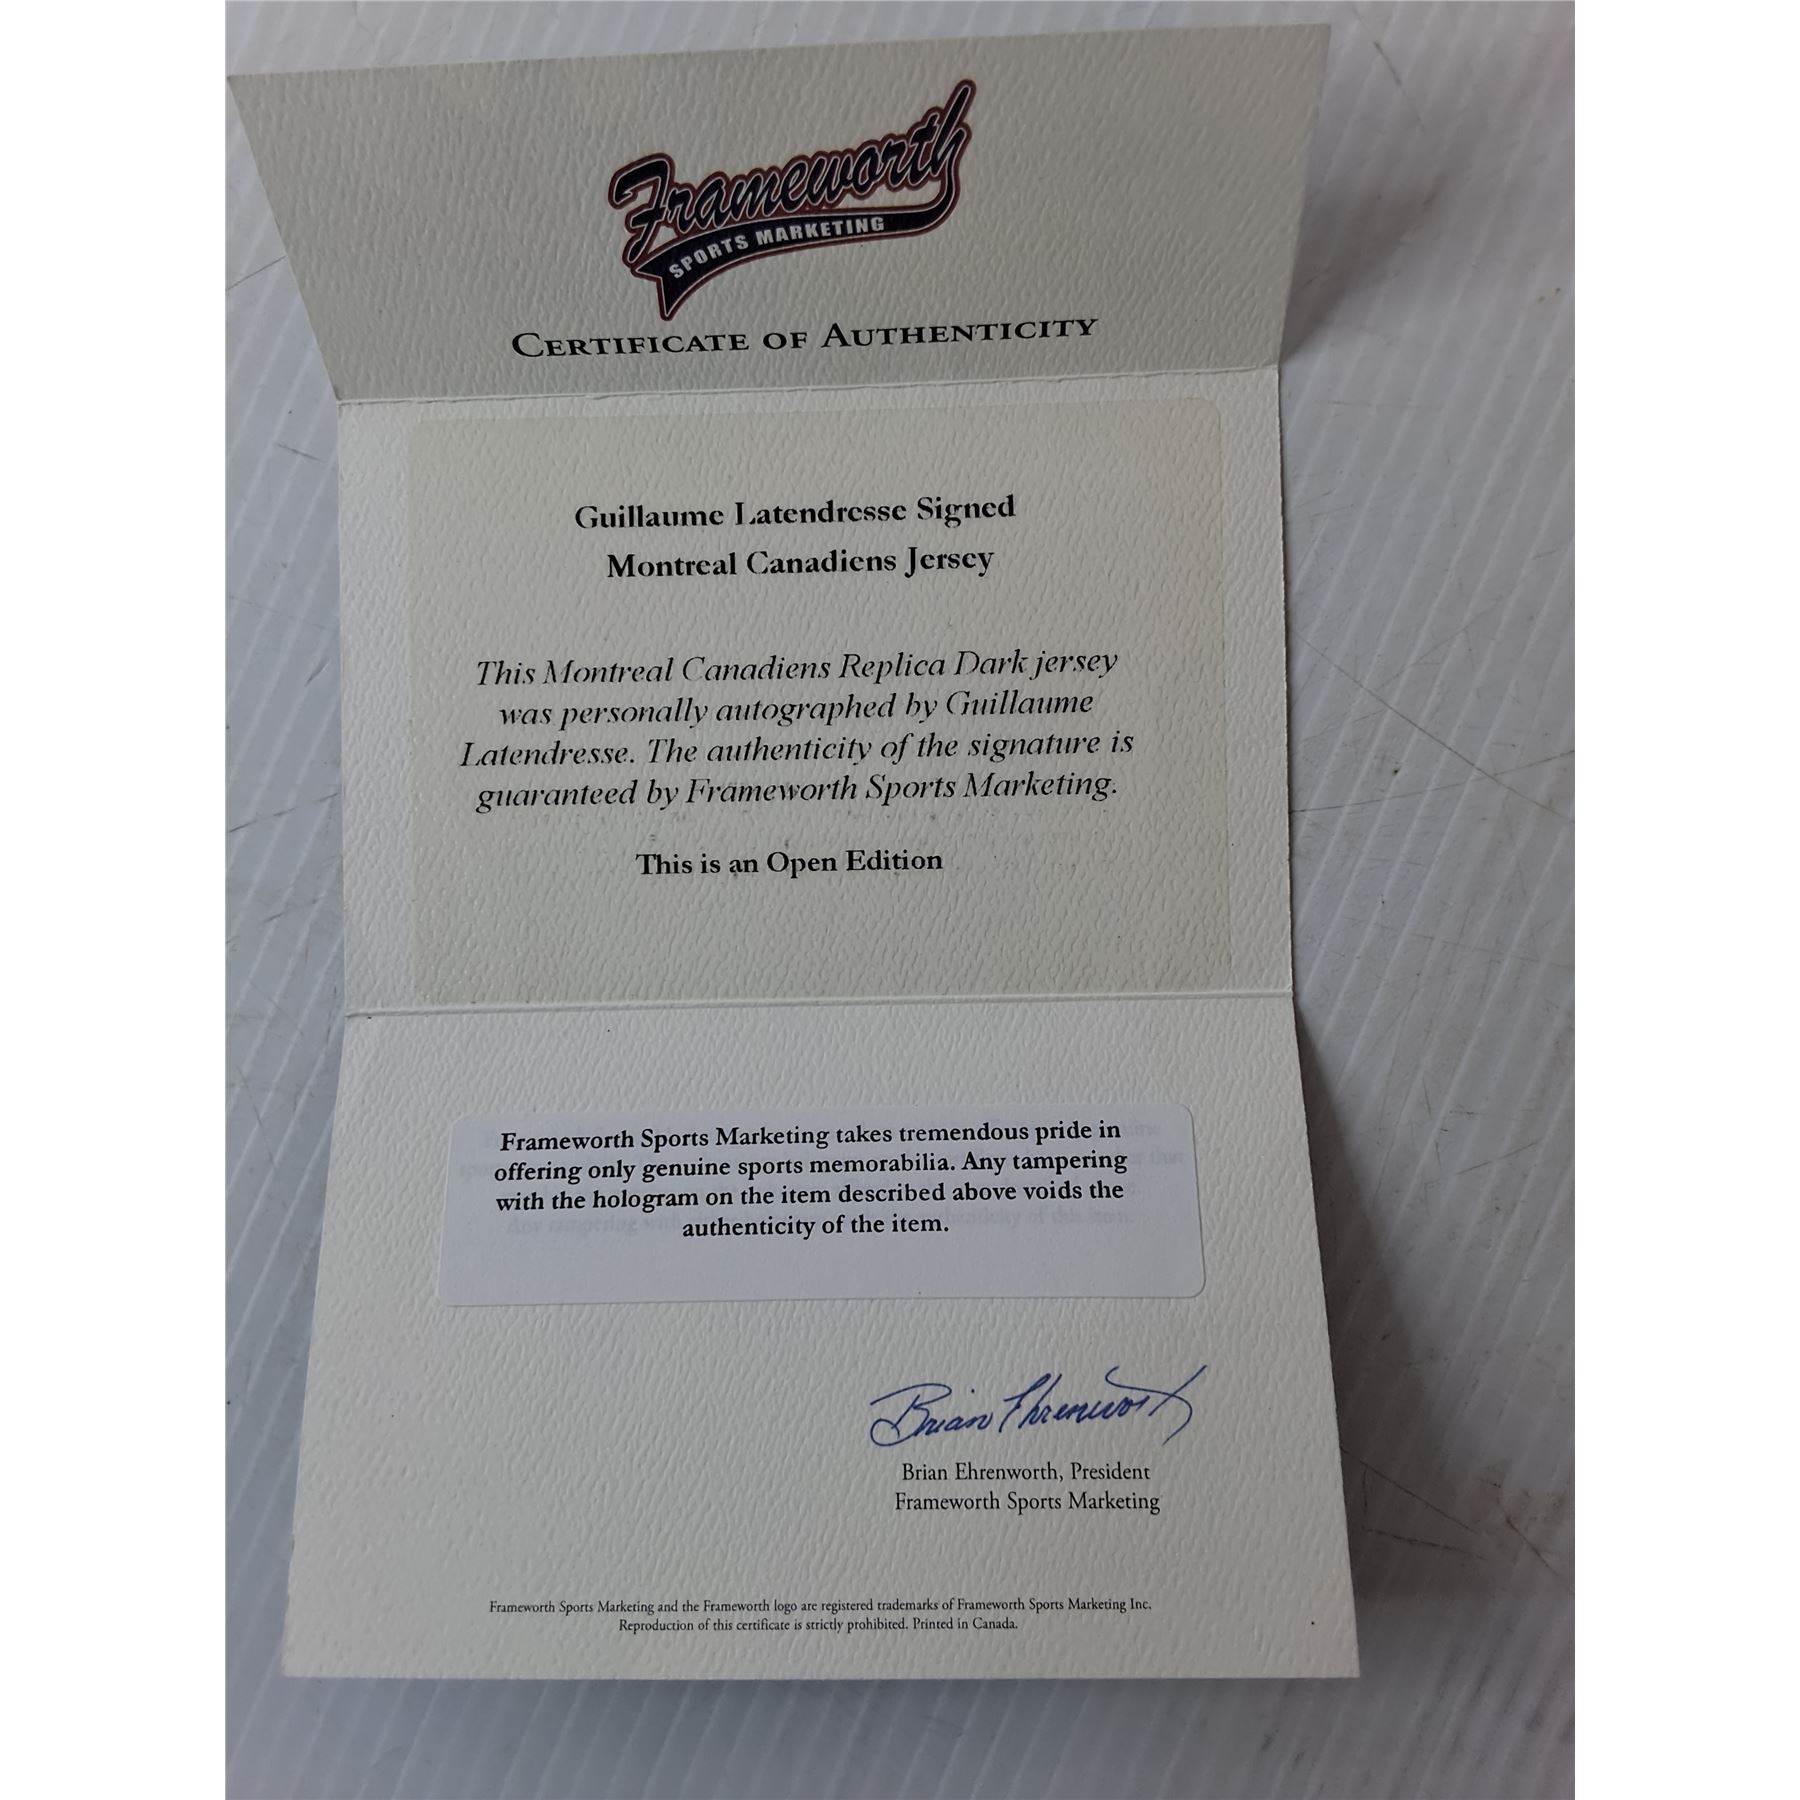 Frameworth
SPORTS MARKETING
CERTIFICATE OF AUTHENTICITY
Guillaume Latendresse Signed
Montreal Canadiens Jersey
This Montreal Canadiens Replica Dark jersey
was personally autographed by Guillaume
Latendresse. The authenticity of the signature is
guaranteed by Frameworth Sports Marketing.
This is an Open Edition
Frameworth Sports Marketing takes tremendous pride in
offering only genuine sports memorabilia. Any tampering
with the hologram on the item described above voids the
authenticity of the item.
Brian Ehrenworth
Brian Ehrenworth, President
Frameworth Sports Marketing
Frameworth Sports Marketing and the Frameworth logo are registered trademarks of Frameworth Sports Marketing Inc.
Reproduction of this certificate is strictly prohibited. Printed in Canada.